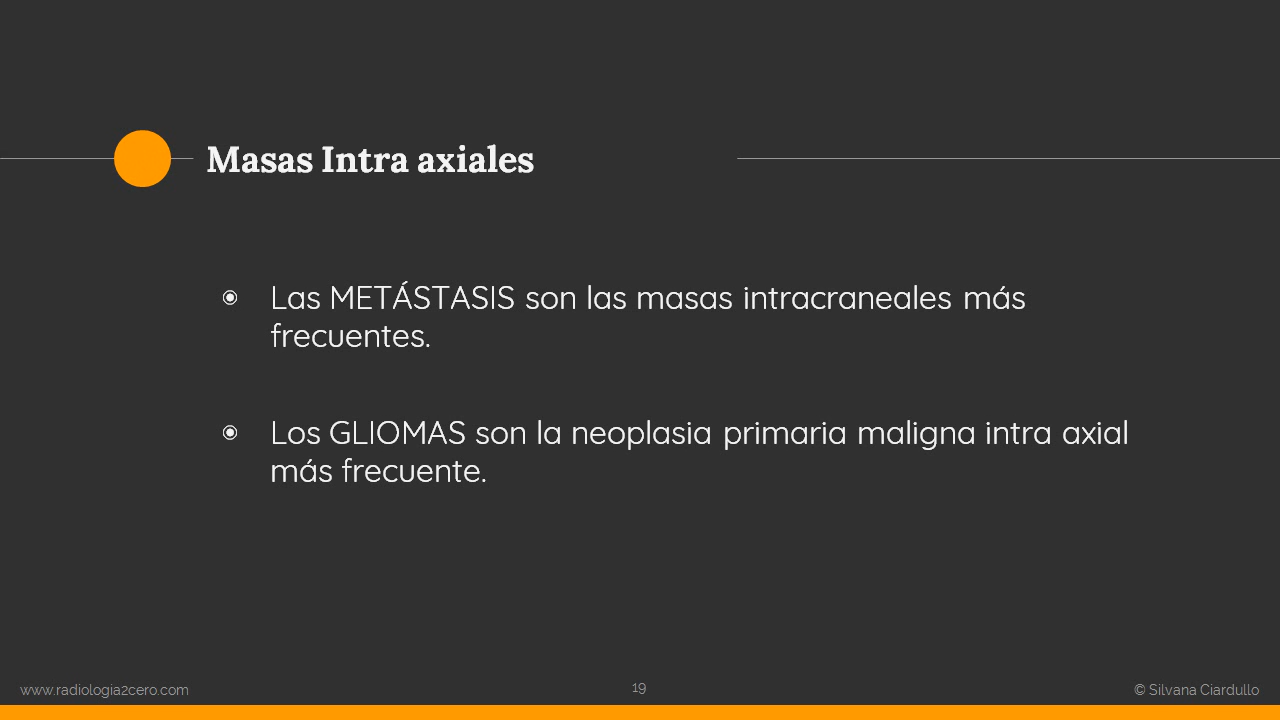 Masas Intra axiales
Las METÁSTASIS son las masas intracraneales más
frecuentes.
Los GLIOMAS son la neoplasia primaria maligna intra axial
más frecuente.
www.radiologia2cero.com
19
© Silvana Ciardullo